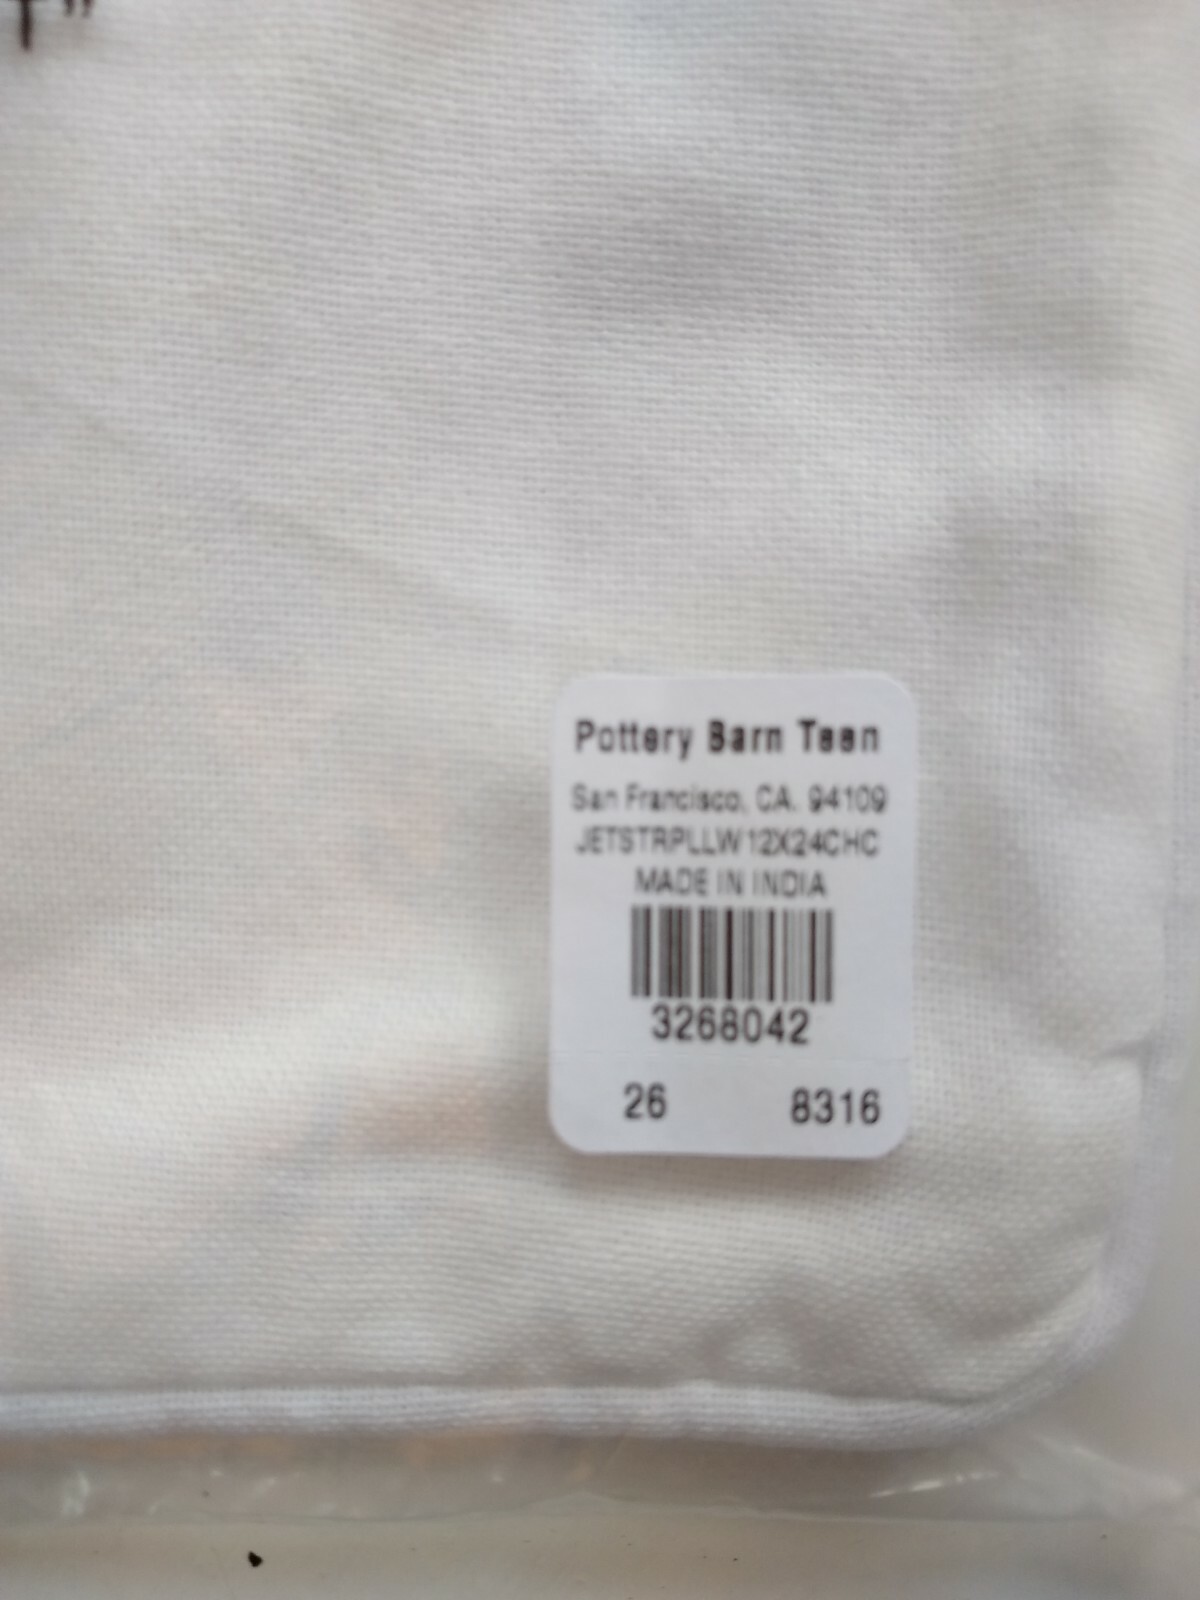 T"
Pottery Barn Teen
San Francisco, CA. 94109
JETSTRPLLW12X24CHC
MADE IN INDIA
3268042
26 8316